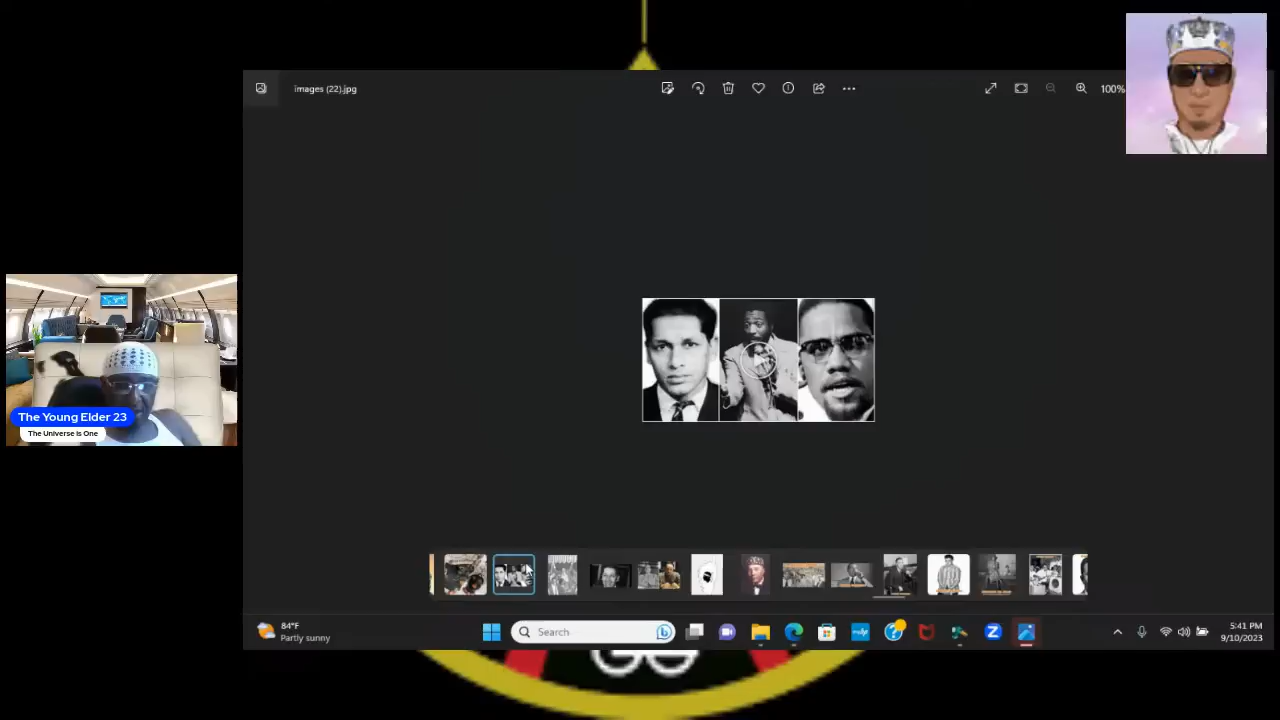 images (22).jpg
100%
The Young Elder 23
The Universe is One
84°F
Partly sunny
Search
5:41 PM
9/10/2023